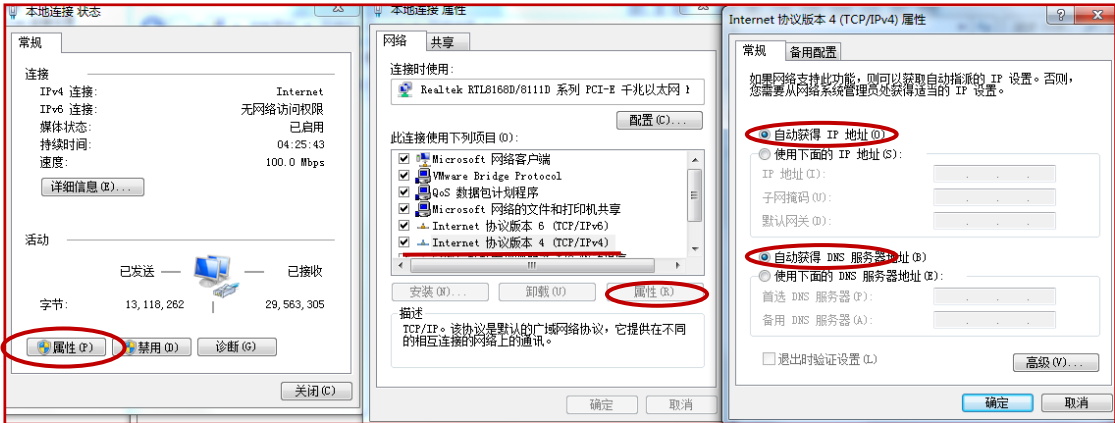 本地连接 状态
常规
连接
IPv4 连接: Internet
IPv6 连接: 无网络访问权限
媒体状态: 已启用
持续时间: 04:25:43
速度: 100.0 Mbps
详细信息(E)...
活动
已发送 — — 已接收
字节: 13,118,262 | 29,563,305
属性(P) 禁用(D) 诊断(G)
关闭(C)
本地连接 属性
网络 共享
连接时使用:
Realtek RTL8168D/8111D 系列 PCI-E 千兆以太网
配置(C)...
此连接使用下列项目(O):
Microsoft 网络客户端
VMware Bridge Protocol
QoS 数据包计划程序
Microsoft 网络的文件和打印机共享
Internet 协议版本 6 (TCP/IPv6)
Internet 协议版本 4 (TCP/IPv4)
安装(N)... 卸载(U) 属性(R)
描述
TCP/IP。该协议是默认的广域网络协议，它提供在不同
的相互连接的网络上的通讯。
确定 取消
Internet 协议版本 4 (TCP/IPv4) 属性
常规 备用配置
如果网络支持此功能，则可以获取自动指派的 IP 设置。否则，
您需要从网络系统管理员处获得适当的 IP 设置。
自动获得 IP 地址(O)
使用下面的 IP 地址(S):
IP 地址(I):
子网掩码(U):
默认网关(D):
自动获得 DNS 服务器地址(B)
使用下面的 DNS 服务器地址(E):
首选 DNS 服务器(P):
备用 DNS 服务器(A):
退出时验证设置(L)
高级(V)...
确定 取消